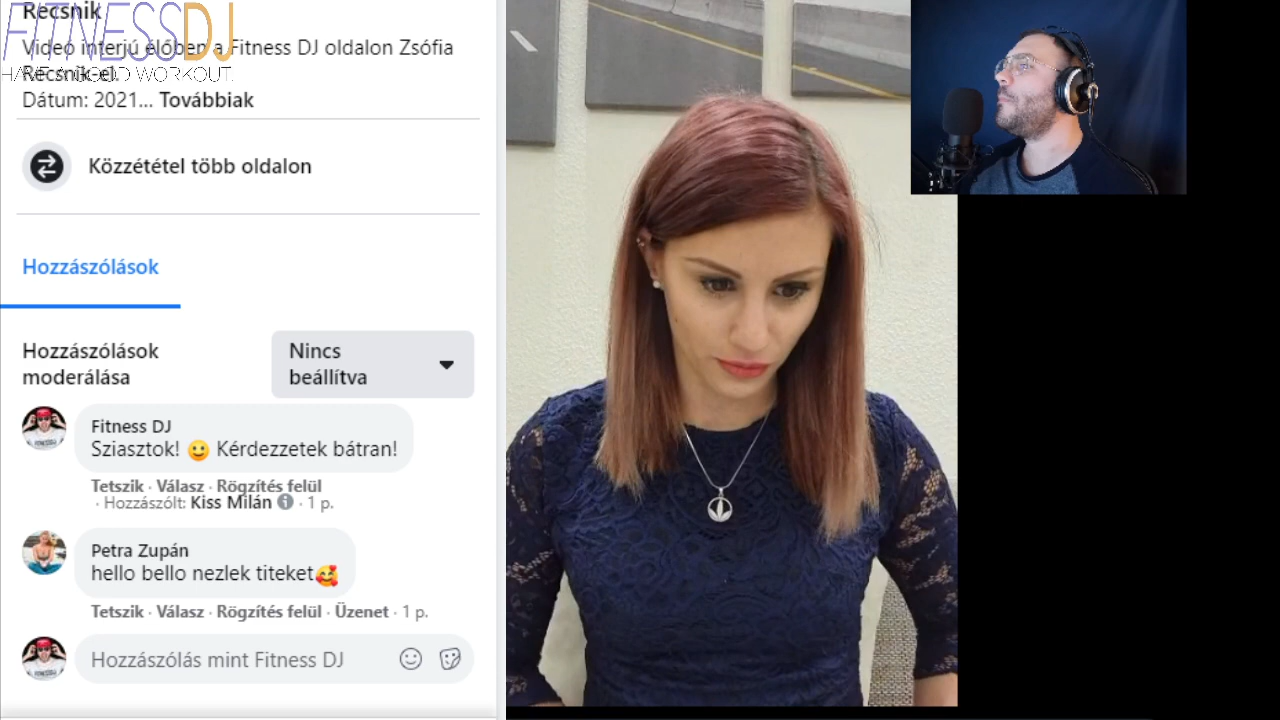 Recsnik
FITNESSDJ
Video interjú élőben a Fitness DJ oldalon Zsófia
Recsnik-el.
WORKOUT.
Dátum: 2021... Továbbiak
Közzététel több oldalon
Hozzászólások
Hozzászólások
moderálása
Nincs
beállítva
Fitness DJ
Sziasztok! 🙂 Kérdezzetek bátran!
Tetszik · Válasz · Rögzítés felül
· Hozzászólt: Kiss Milán · 1 p.
Petra Zupán
hello bello nezlek titeket🥰
Tetszik · Válasz · Rögzítés felül · Üzenet · 1 p.
Hozzászólás mint Fitness DJ